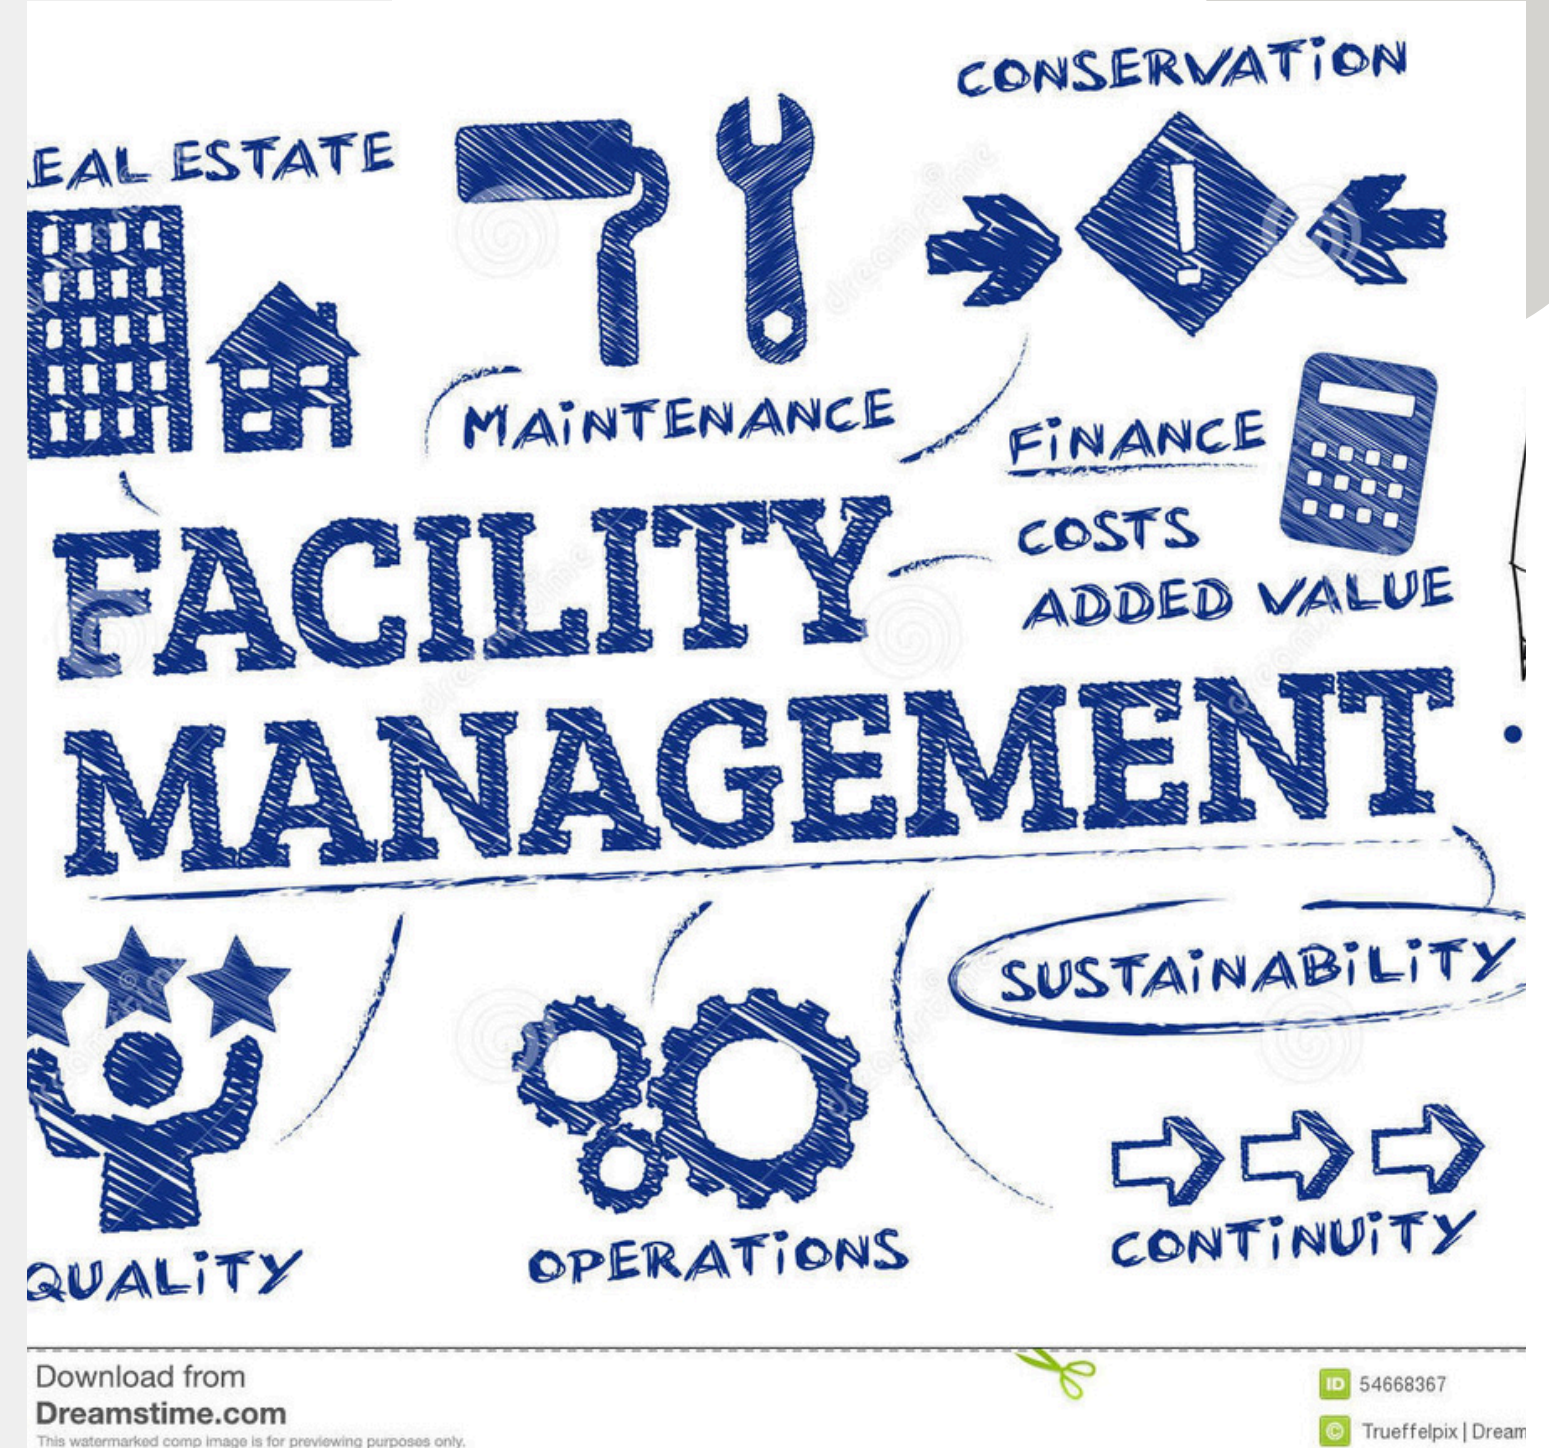 CONSERVATION
EAL ESTATE
MAINTENANCE
FINANCE
COSTS
ADDED VALUE
FACILITY
MANAGEMENT
SUSTAINABILITY
QUALITY
OPERATIONS
CONTINUITY
Download from
Dreamstime.com
This watermarked comp image is for previewing purposes only.
ID 54668367
© Trueffelpix | Dream